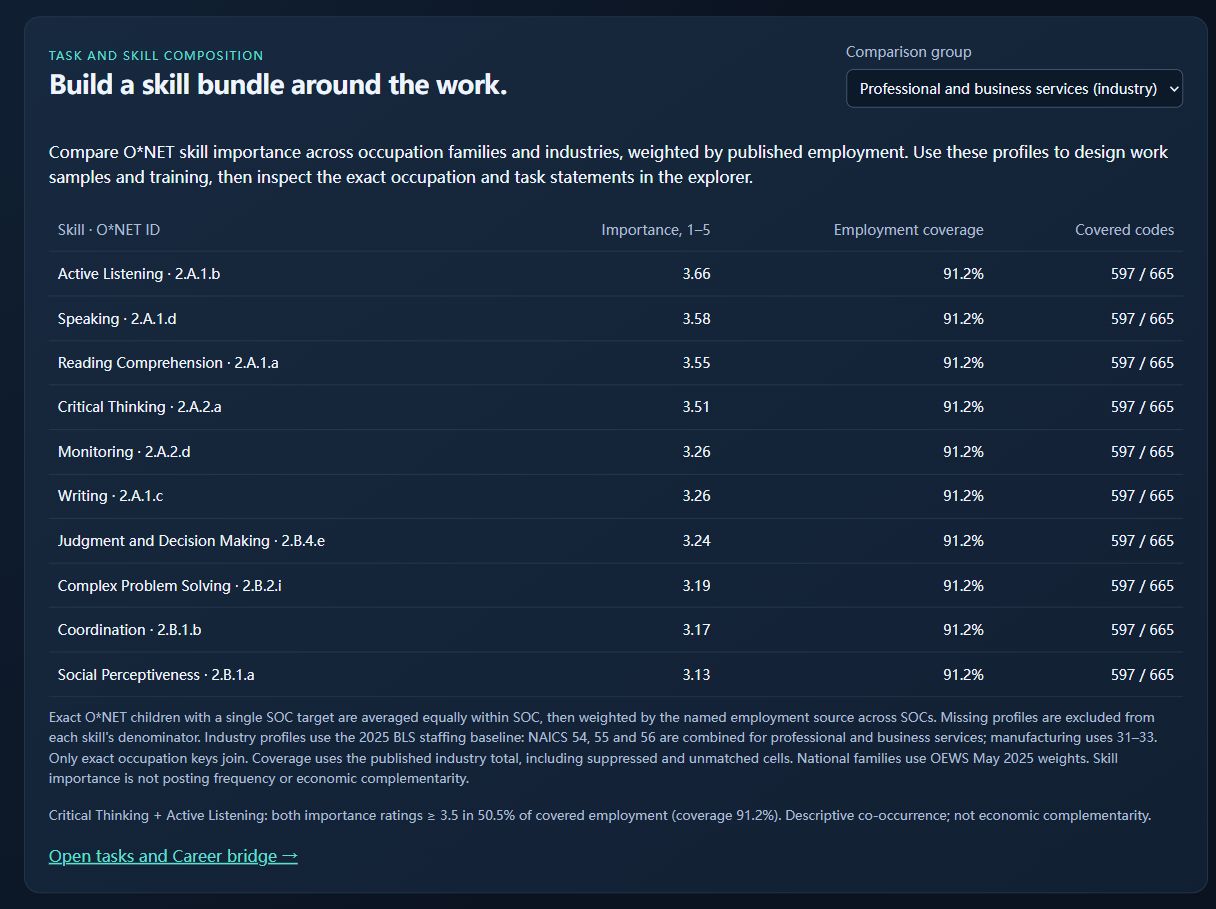 TASK AND SKILL COMPOSITION
Build a skill bundle around the work.
Comparison group
Professional and business services (industry)
Compare O*NET skill importance across occupation families and industries, weighted by published employment. Use these profiles to design work
samples and training, then inspect the exact occupation and task statements in the explorer.
Skill · O*NET ID Importance, 1–5 Employment coverage Covered codes
Active Listening · 2.A.1.b 3.66 91.2% 597 / 665
Speaking · 2.A.1.d 3.58 91.2% 597 / 665
Reading Comprehension · 2.A.1.a 3.55 91.2% 597 / 665
Critical Thinking · 2.A.2.a 3.51 91.2% 597 / 665
Monitoring · 2.A.2.d 3.26 91.2% 597 / 665
Writing · 2.A.1.c 3.26 91.2% 597 / 665
Judgment and Decision Making · 2.B.4.e 3.24 91.2% 597 / 665
Complex Problem Solving · 2.B.2.i 3.19 91.2% 597 / 665
Coordination · 2.B.1.b 3.17 91.2% 597 / 665
Social Perceptiveness · 2.B.1.a 3.13 91.2% 597 / 665
Exact O*NET children with a single SOC target are averaged equally within SOC, then weighted by the named employment source across SOCs. Missing profiles are excluded from
each skill's denominator. Industry profiles use the 2025 BLS staffing baseline: NAICS 54, 55 and 56 are combined for professional and business services; manufacturing uses 31–33.
Only exact occupation keys join. Coverage uses the published industry total, including suppressed and unmatched cells. National families use OEWS May 2025 weights. Skill
importance is not posting frequency or economic complementarity.
Critical Thinking + Active Listening: both importance ratings ≥ 3.5 in 50.5% of covered employment (coverage 91.2%). Descriptive co-occurrence; not economic complementarity.
Open tasks and Career bridge →